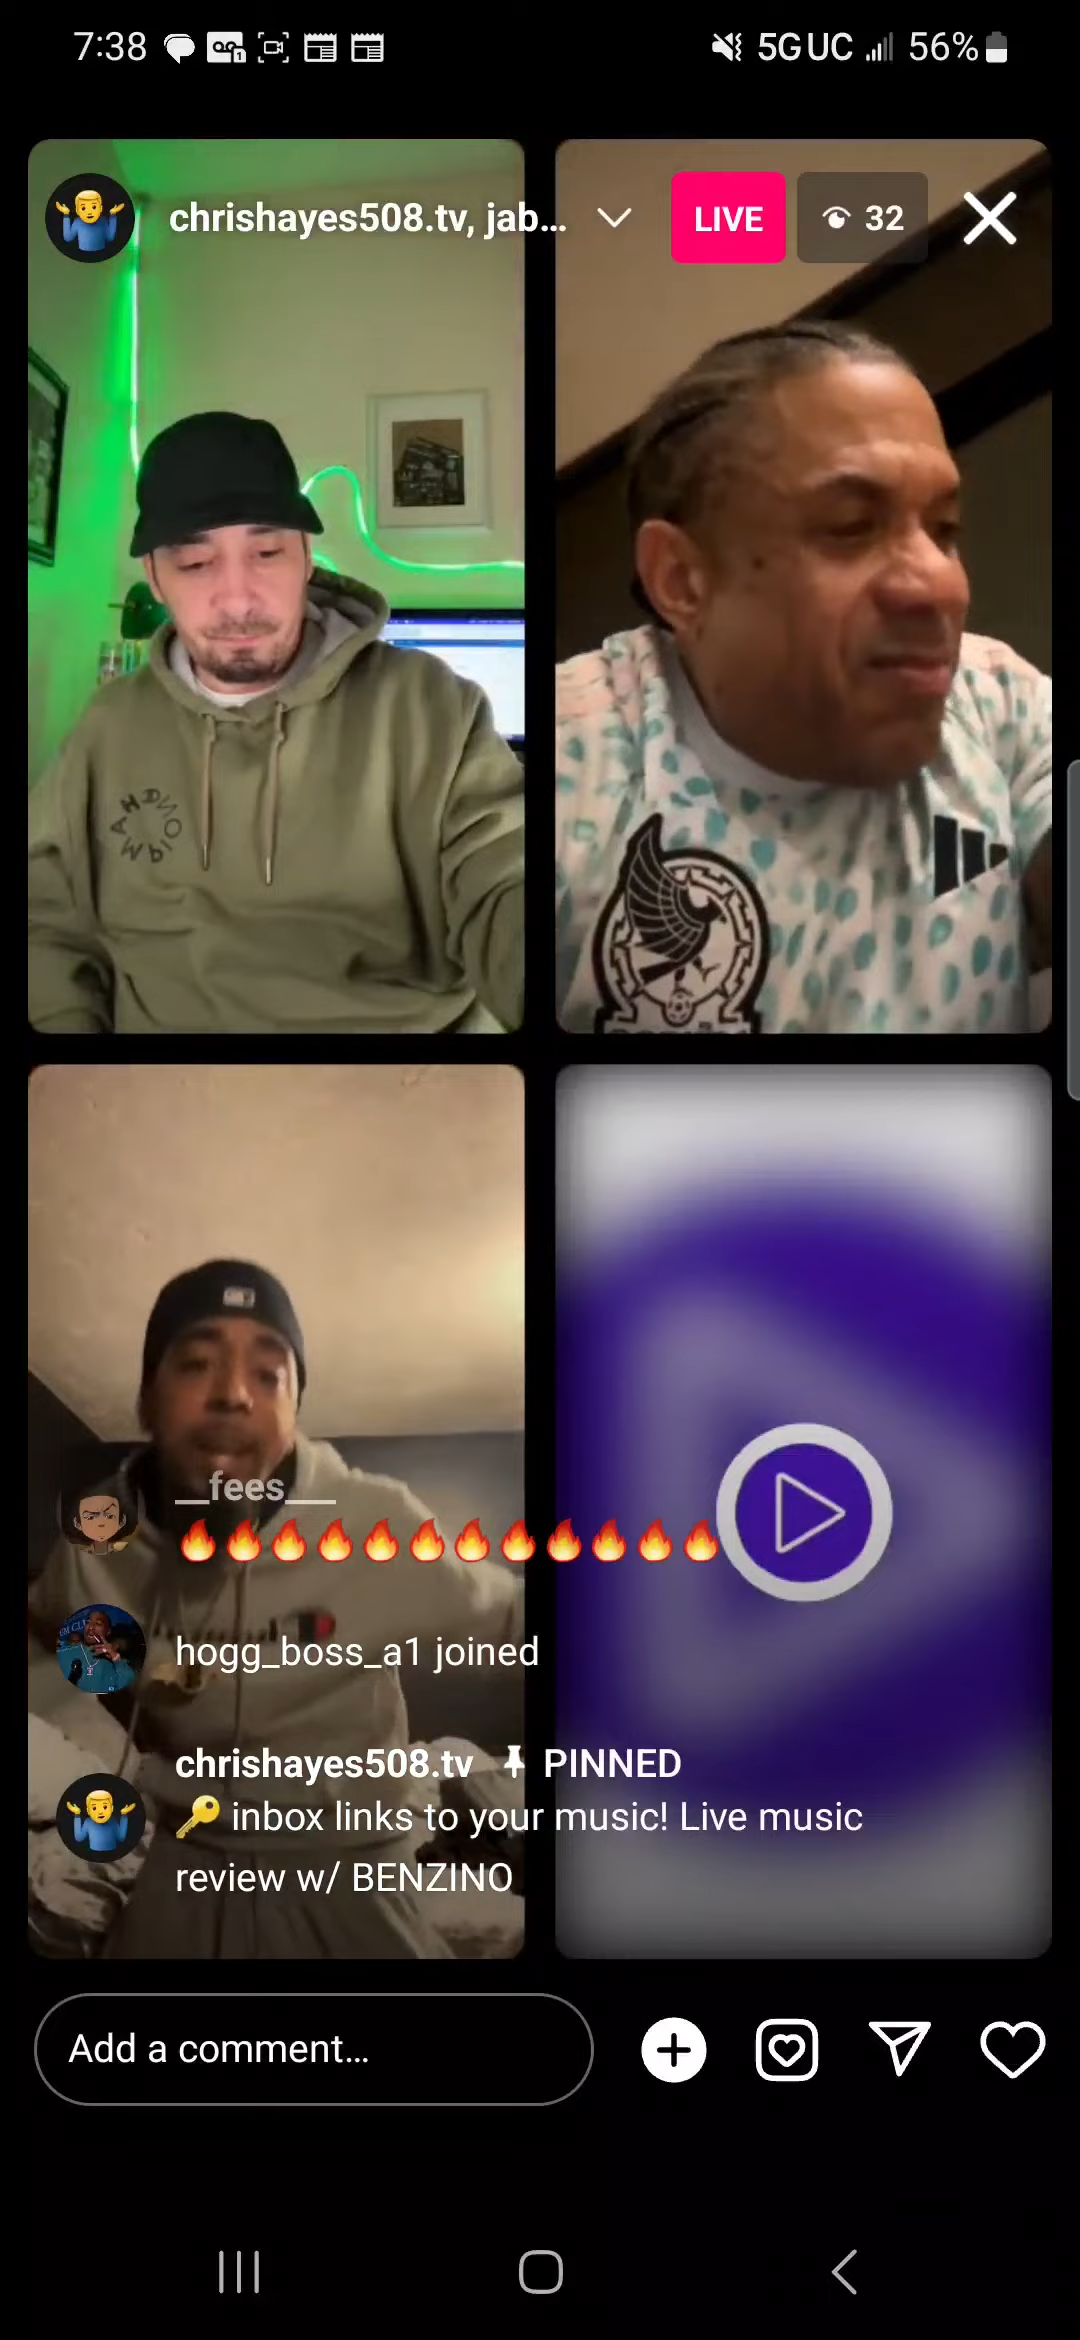 7:38 5G UC 56%
chrishayes508.tv, jab... LIVE 32
__fees___
🔥🔥🔥🔥🔥🔥🔥🔥🔥🔥🔥🔥
hogg_boss_a1 joined
chrishayes508.tv PINNED
🔑 inbox links to your music! Live music
review w/ BENZINO
Add a comment...